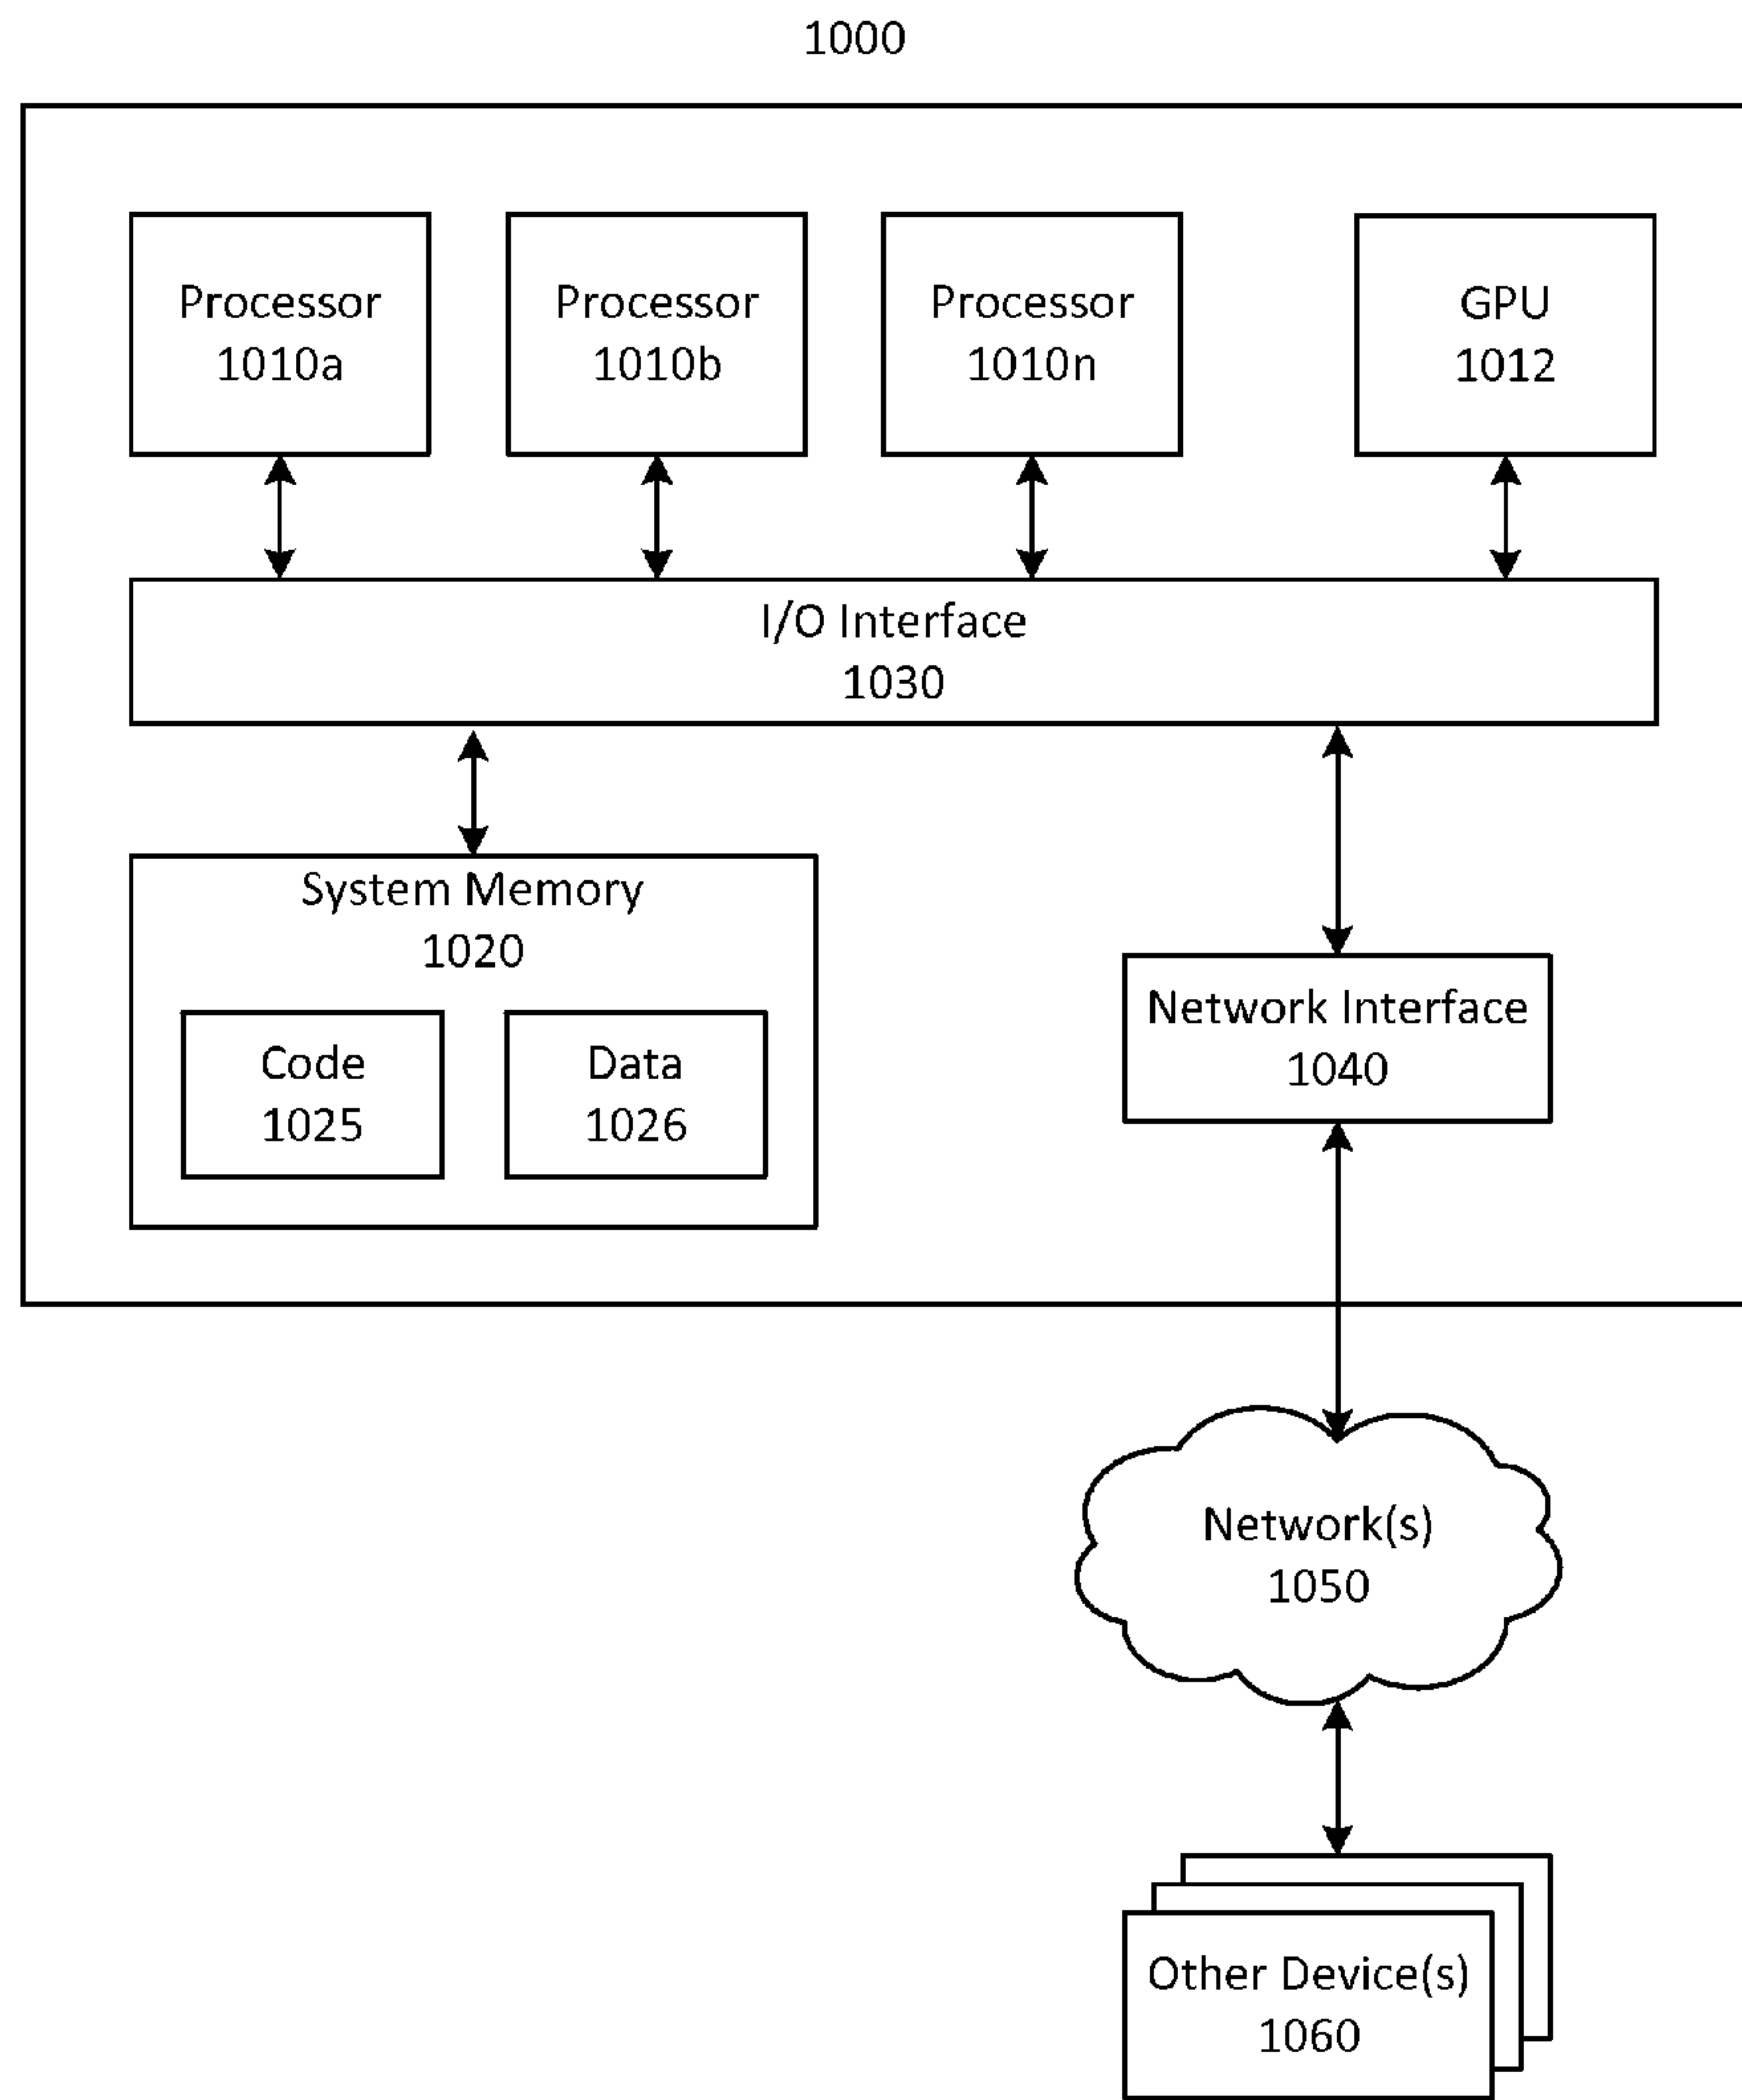 1000
Processor
1010a
Processor
1010b
Processor
1010n
GPU
1012
I/O Interface
1030
System Memory
1020
Code
1025
Data
1026
Network Interface
1040
Network(s)
1050
Other Device(s)
1060